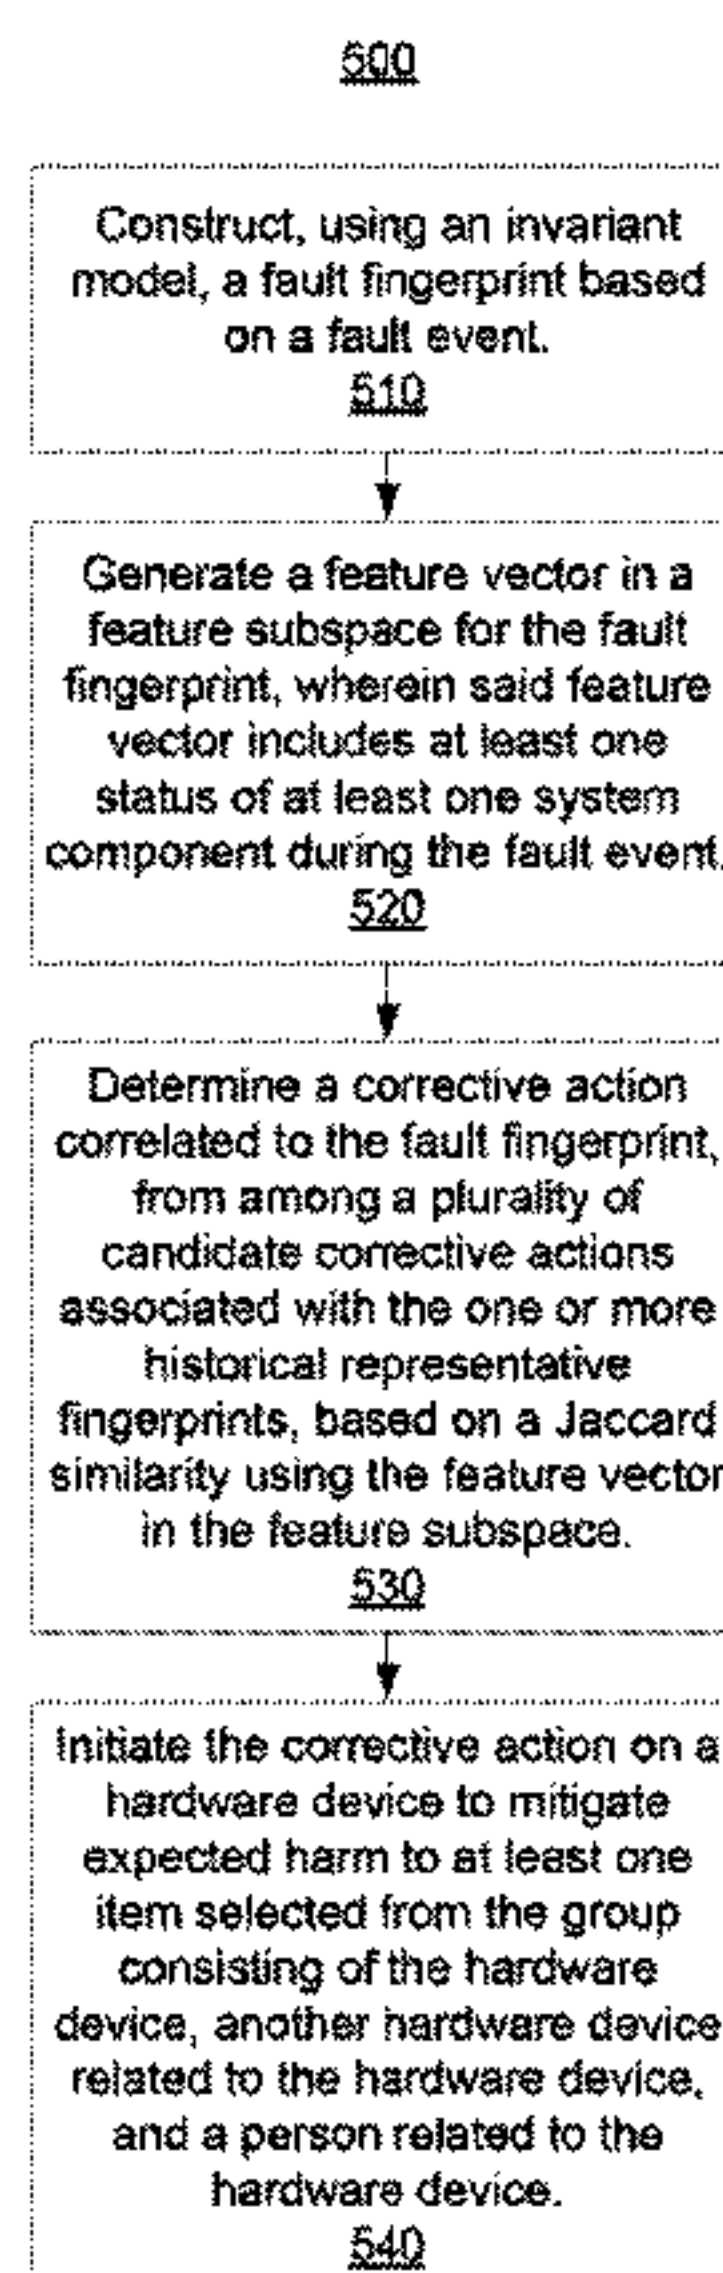 500
Construct, using an invariant
model, a fault fingerprint based
on a fault event.
510
Generate a feature vector in a
feature subspace for the fault
fingerprint, wherein said feature
vector includes at least one
status of at least one system
component during the fault event.
520
Determine a corrective action
correlated to the fault fingerprint,
from among a plurality of
candidate corrective actions
associated with the one or more
historical representative
fingerprints, based on a Jaccard
similarity using the feature vector
in the feature subspace.
530
Initiate the corrective action on a
hardware device to mitigate
expected harm to at least one
item selected from the group
consisting of the hardware
device, another hardware device
related to the hardware device,
and a person related to the
hardware device.
540